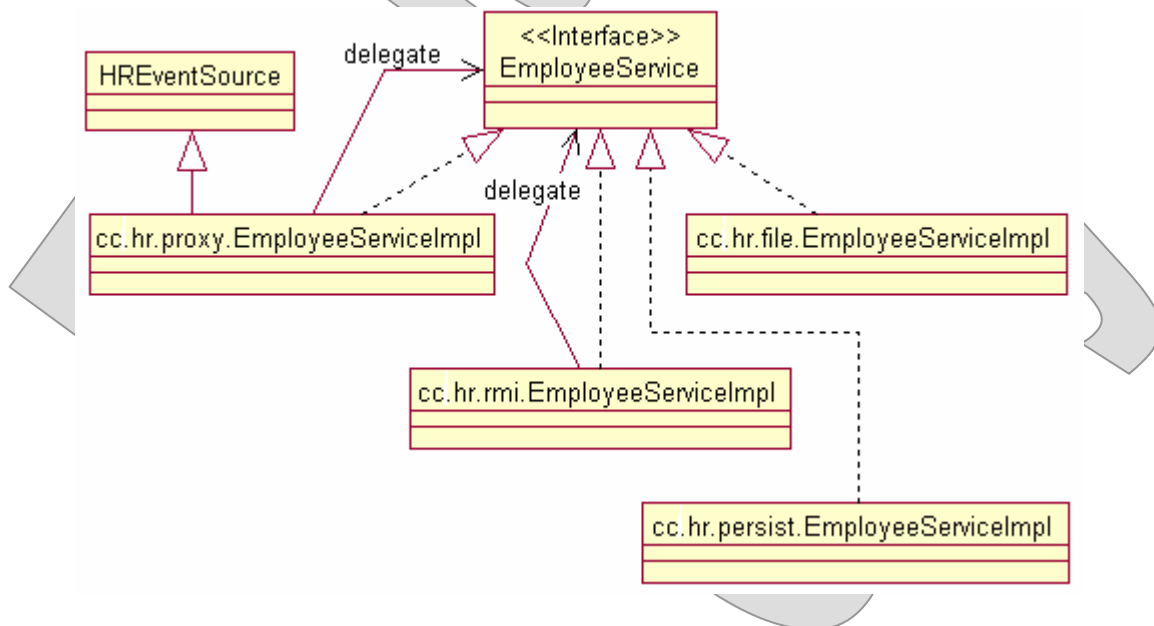 <<Interface>>
EmployeeService
HREventSource
delegate
delegate
cc.hr.proxy.EmployeeServiceImpl
cc.hr.file.EmployeeServiceImpl
cc.hr.rmi.EmployeeServiceImpl
cc.hr.persist.EmployeeServiceImpl